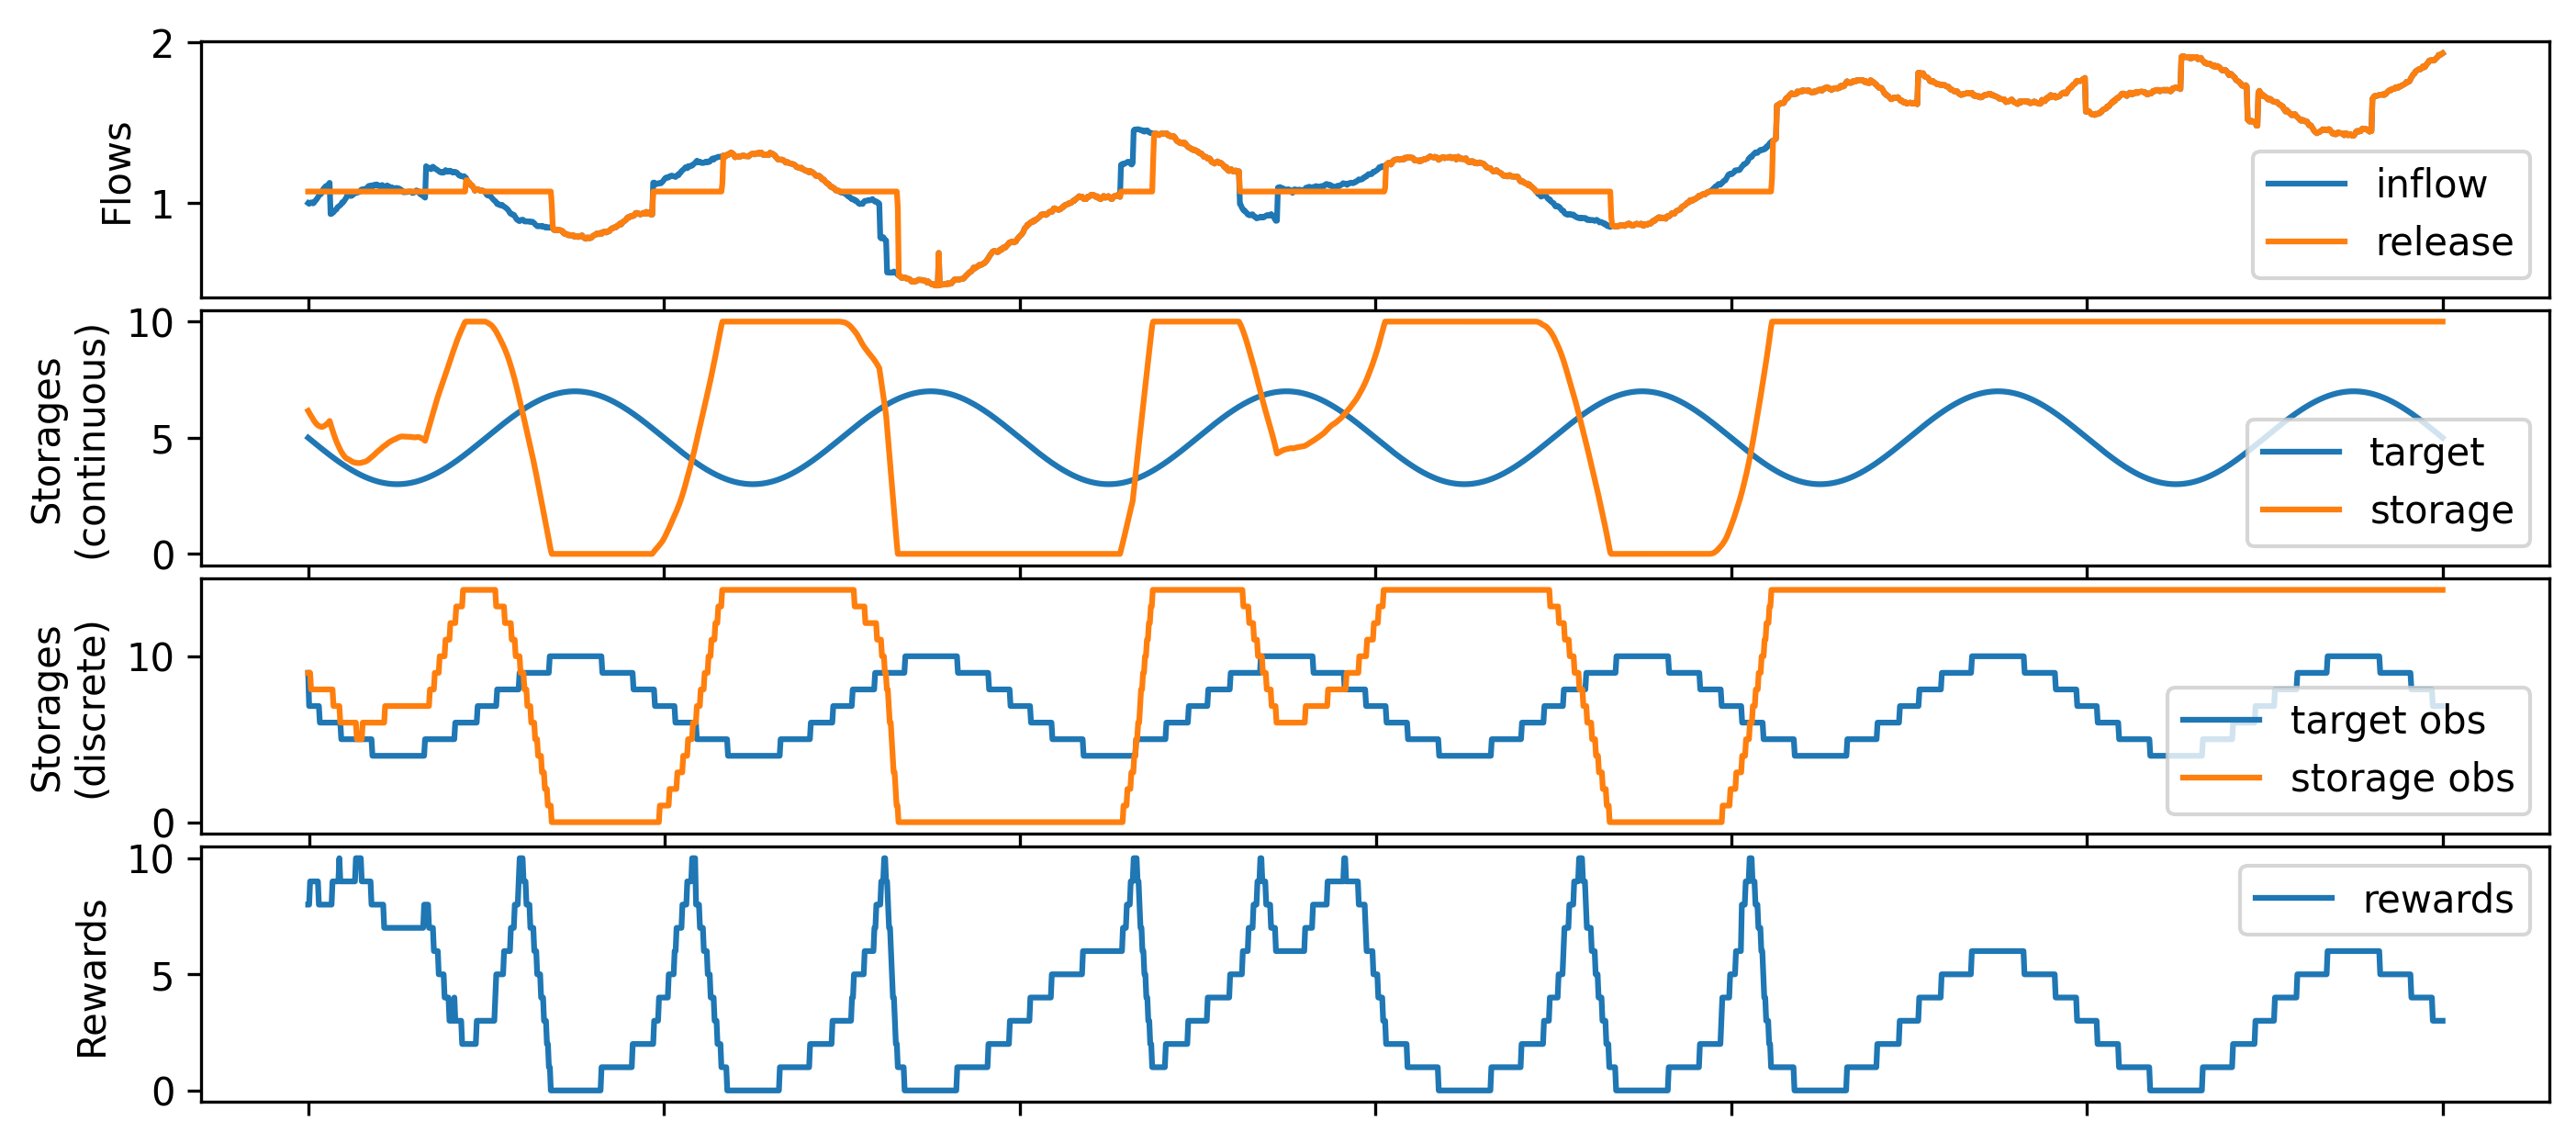 2
1
Flows
inflow
release
10
5
0
Storages
(continuous)
target
storage
10
0
Storages
(discrete)
target obs
storage obs
10
5
0
Rewards
rewards